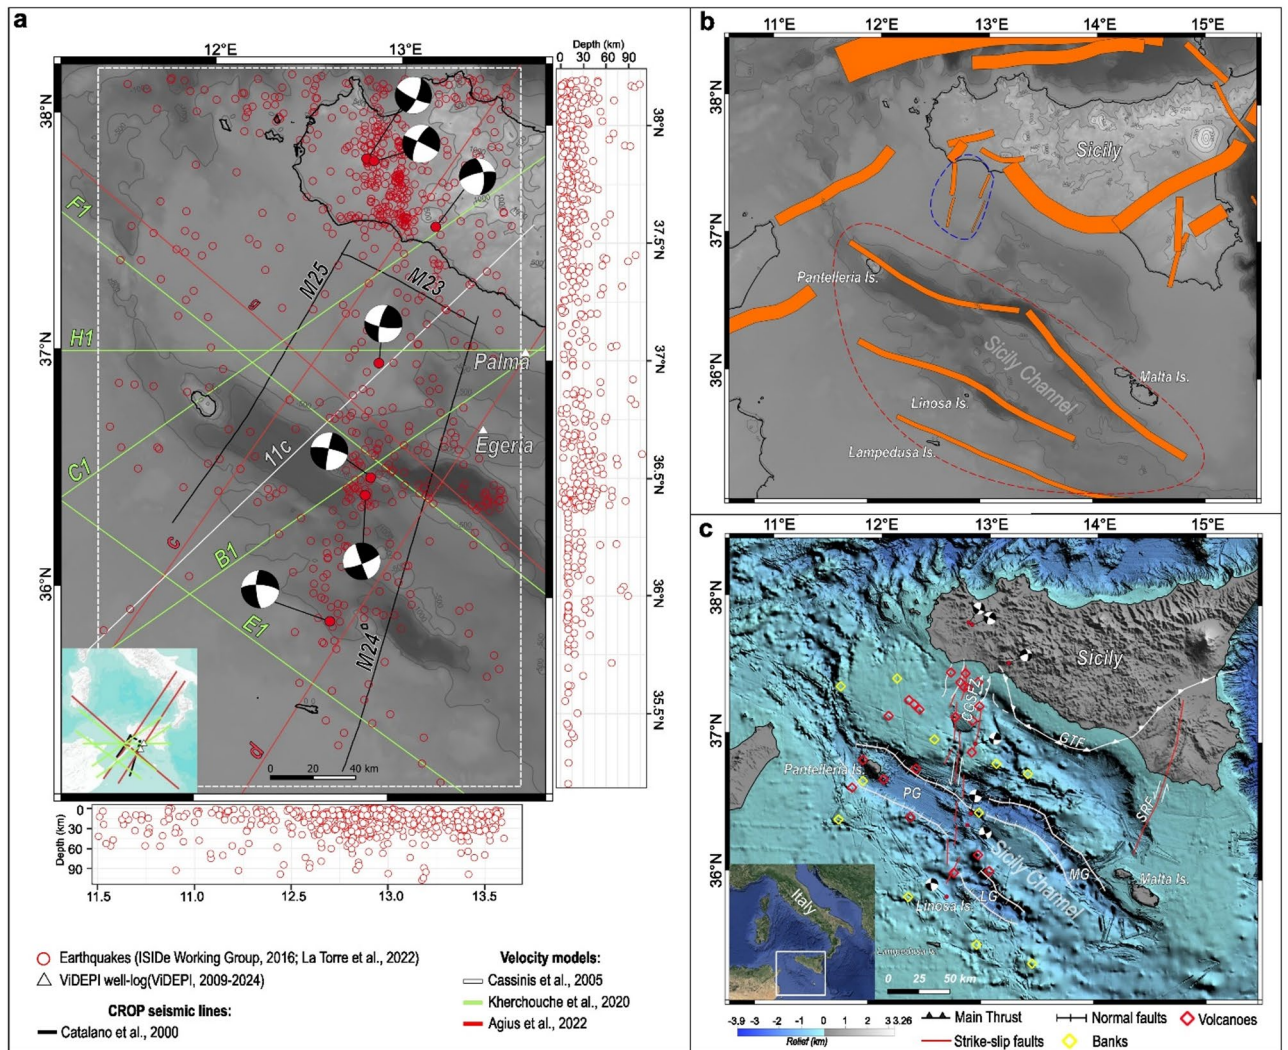 a
12°E 13°E
Depth (km)
0 30 60 90
38°N
37°N
36°N
38°N
37.5°N
37°N
36.5°N
36°N
35.5°N
F1
M25
M23
H1
Palma
Egeria
11c
C1
c
B1
E1
M24
d
0 20 40 km
Depth (km)
0
30
60
90
11.5 11.0 12.5 12.0 13.0 13.5
Earthquakes (ISIDe Working Group, 2016; La Torre et al., 2022)
ViDEPI well-log(ViDEPI, 2009-2024)
CROP seismic lines:
Catalano et al., 2000
Velocity models:
Cassinis et al., 2005
Kherchouche et al., 2020
Agius et al., 2022
b
11°E 12°E 13°E 14°E 15°E
38°N
37°N
36°N
Sicily
Pantelleria Is.
Sicily Channel
Malta Is.
Linosa Is.
Lampedusa Is.
c
11°E 12°E 13°E 14°E 15°E
38°N
37°N
36°N
Sicily
CGSFZ
GTF
Pantelleria Is.
PG
SRF
Sicily Channel
MG
Malta Is.
Linosa Is.
LG
Lampedusa Is.
Italy
0 25 50 km
-3.9 -3 -2 -1 0 1 2 3 3.26
Relief (km)
Main Thrust
Normal faults
Volcanoes
Strike-slip faults
Banks